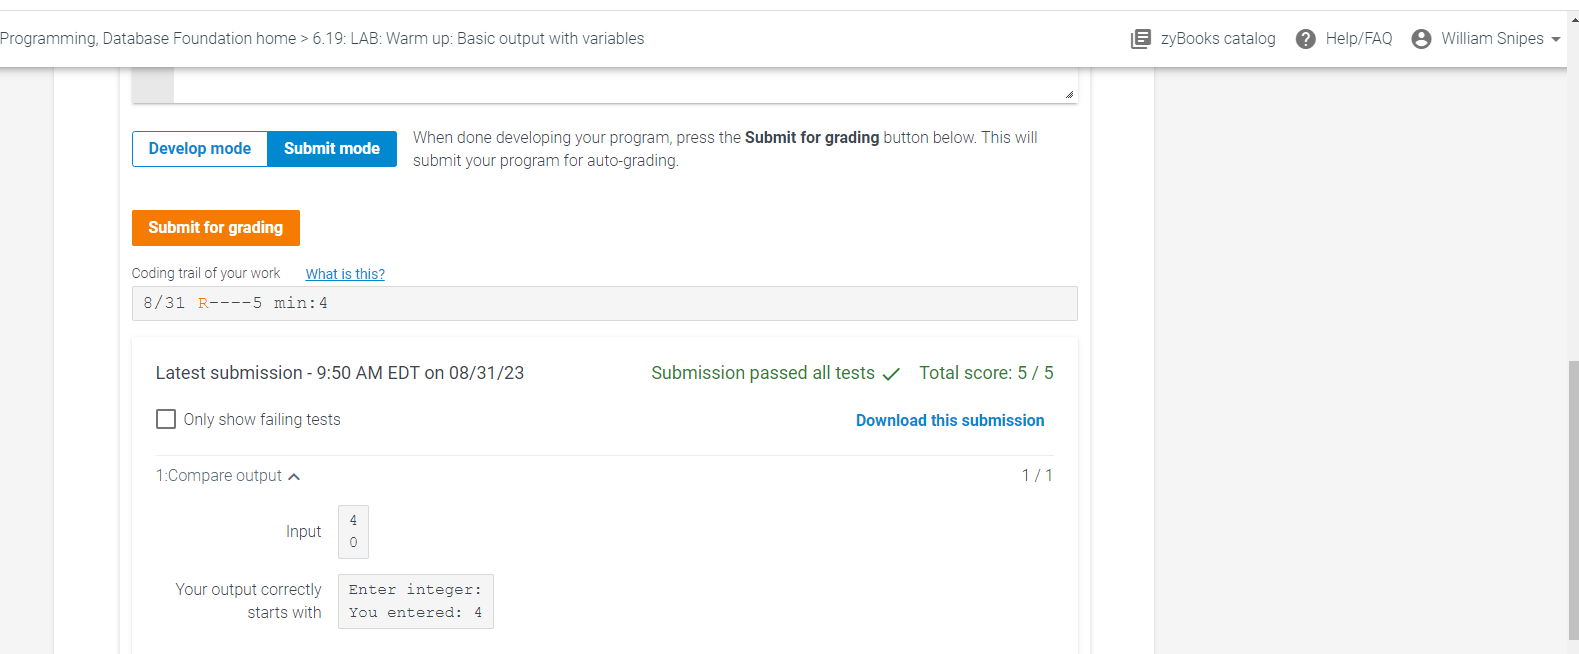 Programming, Database Foundation home > 6.19: LAB: Warm up: Basic output with variables
zyBooks catalog Help/FAQ William Snipes
Develop mode Submit mode
When done developing your program, press the Submit for grading button below. This will
submit your program for auto-grading.
Submit for grading
Coding trail of your work What is this?
8/31 R----5 min:4
Latest submission - 9:50 AM EDT on 08/31/23 Submission passed all tests Total score: 5 / 5
Only show failing tests Download this submission
1:Compare output 1 / 1
Input
4
0
Your output correctly
starts with
Enter integer:
You entered: 4